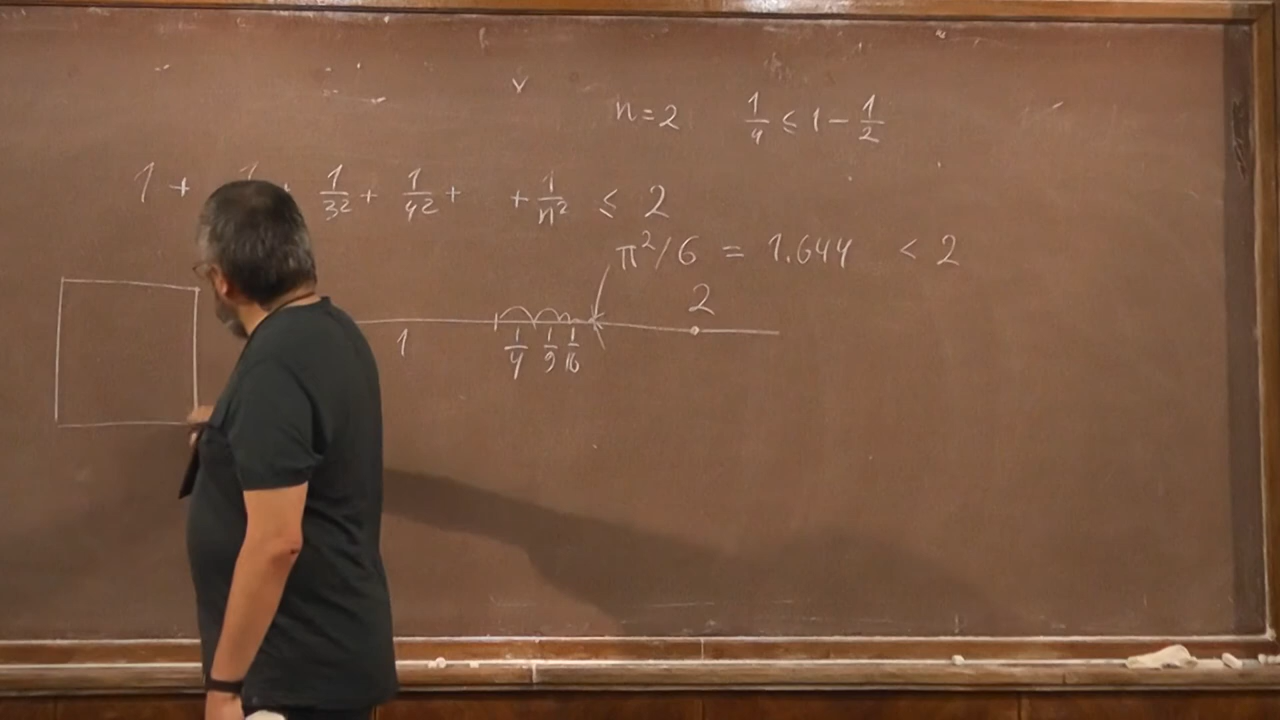 n=2 1/4 ≤ 1 - 1/2
1 + 1/3² + 1/4² + + 1/n² ≤ 2
π²/6 = 1.644 < 2
2
1 1/4 1/9 1/16